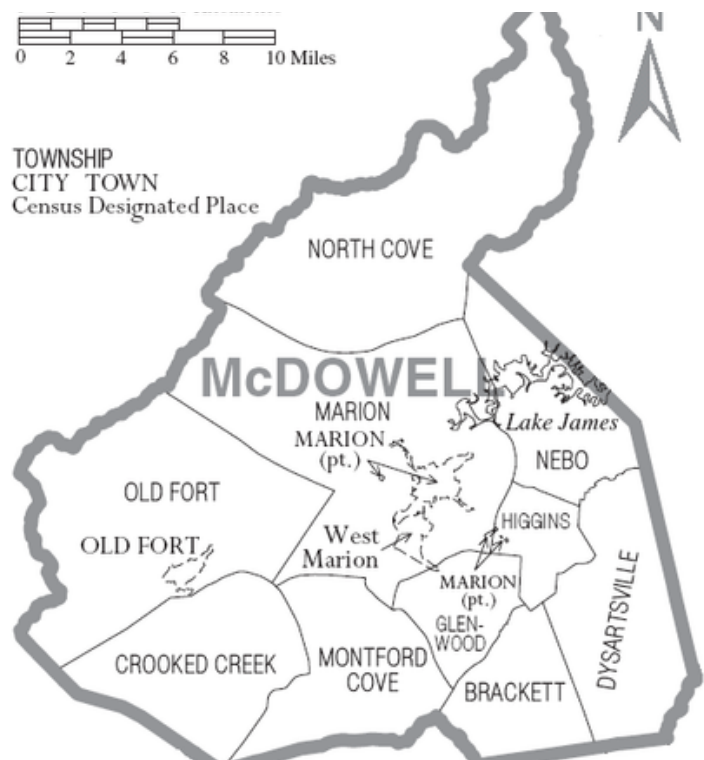 N
0 2 4 6 8 10 Miles
TOWNSHIP
CITY TOWN
Census Designated Place
NORTH COVE
McDOWELL
MARION
MARION
(pt.)
Lake James
NEBO
OLD FORT
HIGGINS
OLD FORT
West
Marion
MARION
(pt.)
GLEN-
WOOD
DYSARTSVILLE
CROOKED CREEK
MONTFORD
COVE
BRACKETT